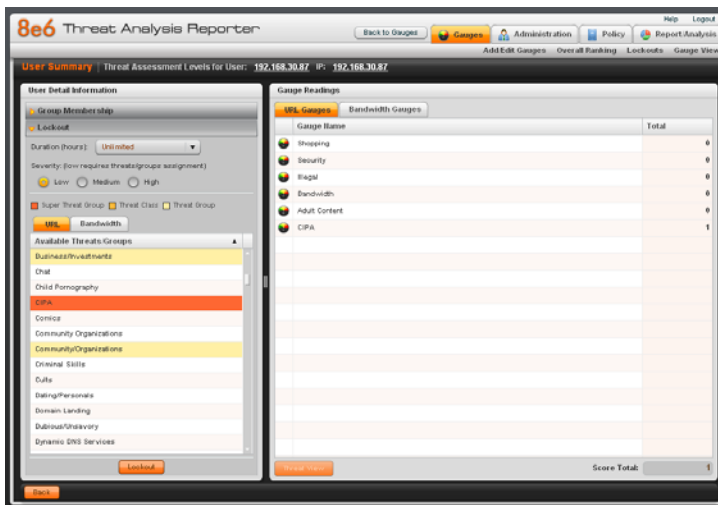 Help Logout
8e6 Threat Analysis Reporter
Back to Gauges Gauges Administration Policy Report/Analysis
Add/Edit Gauges Overall Ranking Lockouts Gauge View
User Summary | Threat Assessment Levels for User: 192.168.30.87 IP: 192.168.30.87
User Detail Information
Group Membership
Lockout
Duration (hours): Unlimited
Severity: (low requires threats/groups assignment)
Low Medium High
Super Threat Group Threat Class Threat Group
URL Bandwidth
Available Threats/Groups
Business/Investments
Chat
Child Pornography
CIPA
Comics
Community Organizations
Community/Organizations
Criminal Skills
Cults
Dating/Personals
Domain Landing
Dubious/Unsavory
Dynamic DNS Services
Lockout
Gauge Readings
URL Gauges Bandwidth Gauges
Gauge Name Total
Shopping 0
Security 0
Illegal 0
Bandwidth 0
Adult Content 0
CIPA 1
Threat View Score Total: 1
Back